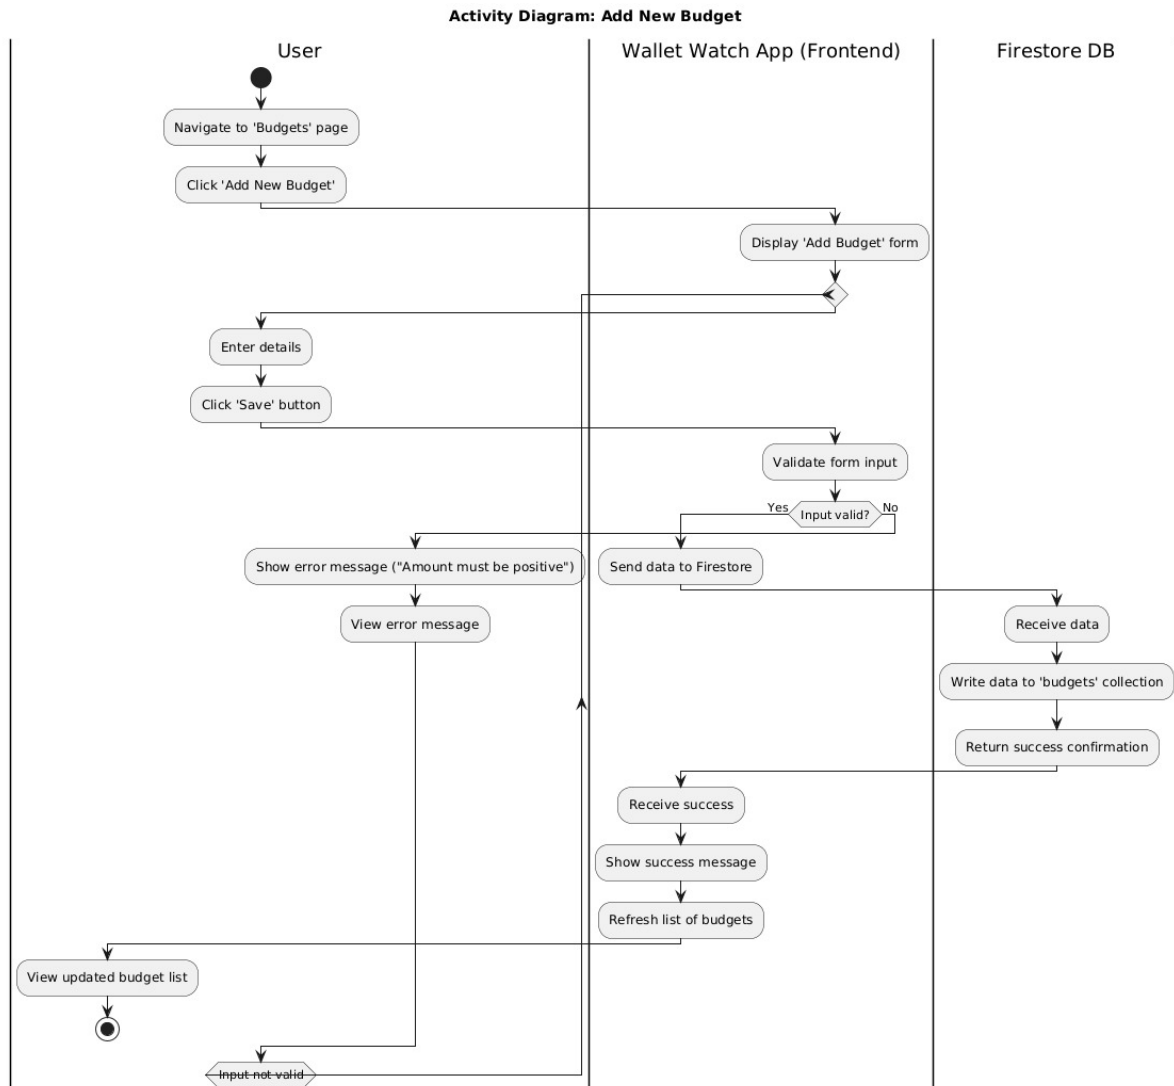 Activity Diagram: Add New Budget
User
Wallet Watch App (Frontend)
Firestore DB
Navigate to 'Budgets' page
Click 'Add New Budget'
Display 'Add Budget' form
Enter details
Click 'Save' button
Validate form input
Yes
Input valid?
No
Show error message ("Amount must be positive")
Send data to Firestore
View error message
Receive data
Write data to 'budgets' collection
Return success confirmation
Receive success
Show success message
Refresh list of budgets
View updated budget list
Input not valid